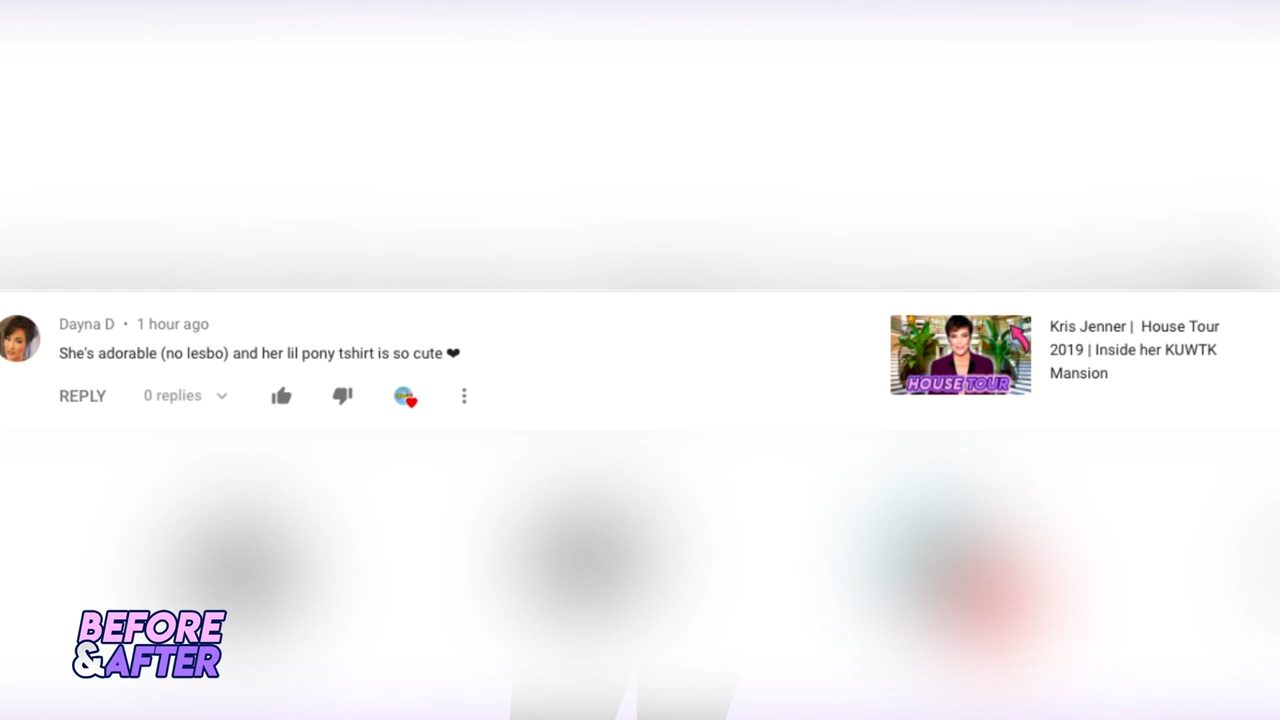 Dayna D • 1 hour ago
She's adorable (no lesbo) and her lil pony tshirt is so cute ❤
REPLY 0 replies
HOUSE TOUR
Kris Jenner | House Tour
2019 | Inside her KUWTK
Mansion
BEFORE
&AFTER